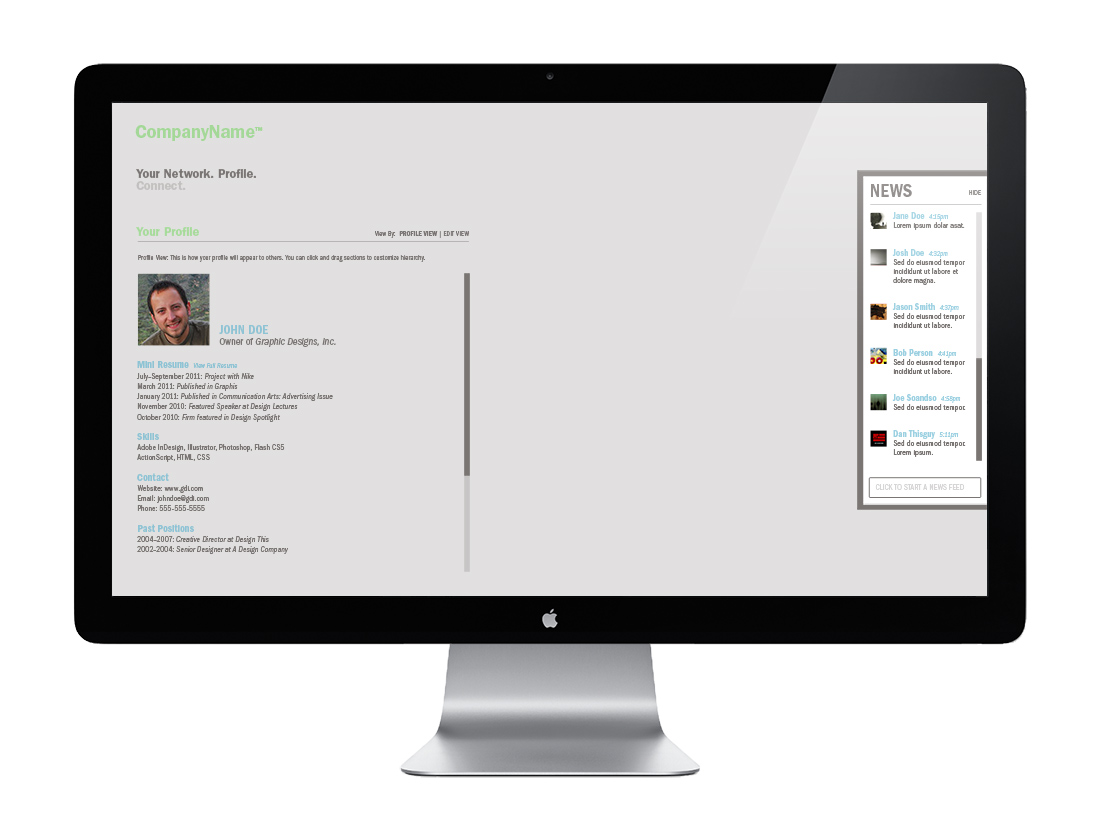 CompanyName™
Your Network. Profile.
Connect.
Your Profile
View By: PROFILE VIEW | EDIT VIEW
Profile View: This is how your profile will appear to others. You can click and drag sections to customize hierarchy.
JOHN DOE
Owner of Graphic Designs, Inc.
Mini Resume View Full Resume
July–September 2011: Project with Nike
March 2011: Published in Graphis
January 2011: Published in Communication Arts: Advertising Issue
November 2010: Featured Speaker at Design Lectures
October 2010: Firm featured in Design Spotlight
Skills
Adobe InDesign, Illustrator, Photoshop, Flash CS5
ActionScript, HTML, CSS
Contact
Website: www.gdi.com
Email: johndoe@gdi.com
Phone: 555-555-5555
Past Positions
2004–2007: Creative Director at Design This
2002-2004: Senior Designer at A Design Company
NEWS HIDE
Jane Doe 4:15pm
Lorem ipsum dolar asat.
Josh Doe 4:32pm
Sed do eiusmod tempor
incididunt ut labore et
dolore magna.
Jason Smith 4:37pm
Sed do eiusmod tempor
incididunt ut labore.
Bob Person 4:41pm
Sed do eiusmod tempor
incididunt ut labore.
Joe Soandso 4:58pm
Sed do eiusmod tempor.
Dan Thisguy 5:11pm
Sed do eiusmod tempor.
Lorem ipsum.
CLICK TO START A NEWS FEED